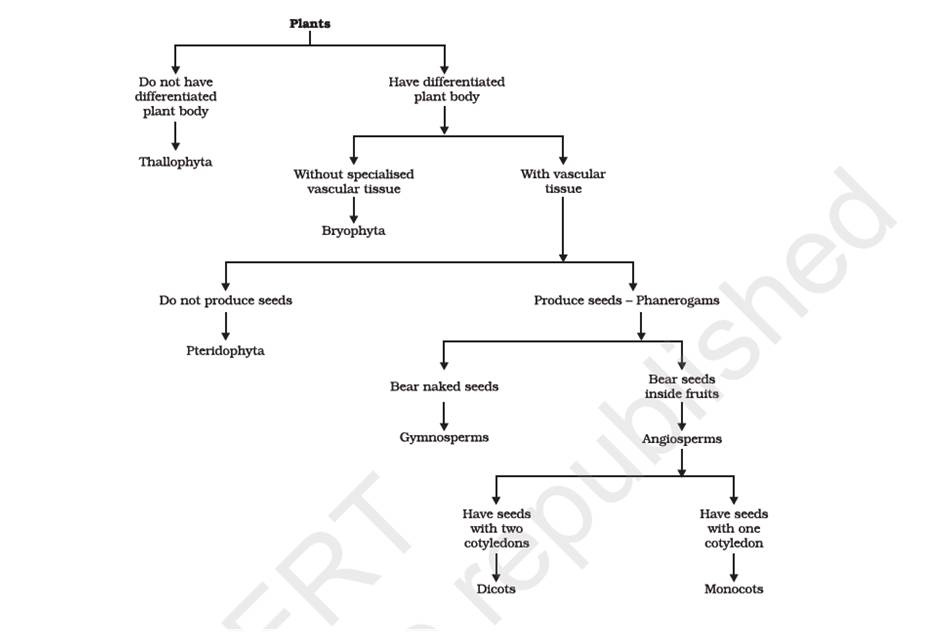 Plants
Do not have
differentiated
plant body
Have differentiated
plant body
Thallophyta
Without specialised
vascular tissue
With vascular
tissue
Bryophyta
Do not produce seeds
Produce seeds – Phanerogams
Pteridophyta
Bear naked seeds
Bear seeds
inside fruits
Gymnosperms
Angiosperms
Have seeds
with two
cotyledons
Have seeds
with one
cotyledon
Dicots
Monocots
ERT
republished